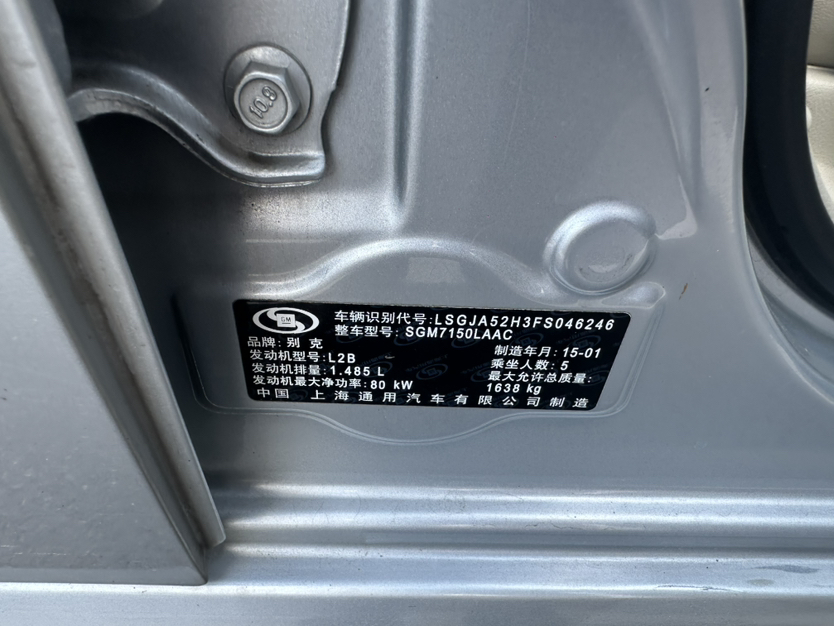 10.9
GM
车辆识别代号:LSGJA52H3FS046246
整车型号: SGM7150LAAC
品牌: 别 克
制造年月: 15-01
发动机型号: L2B
乘坐人数: 5
发动机排量: 1.485 L
最大允许总质量:
发动机最大净功率: 80 kW
1638 kg
中国 上海通用汽车有限公司制造